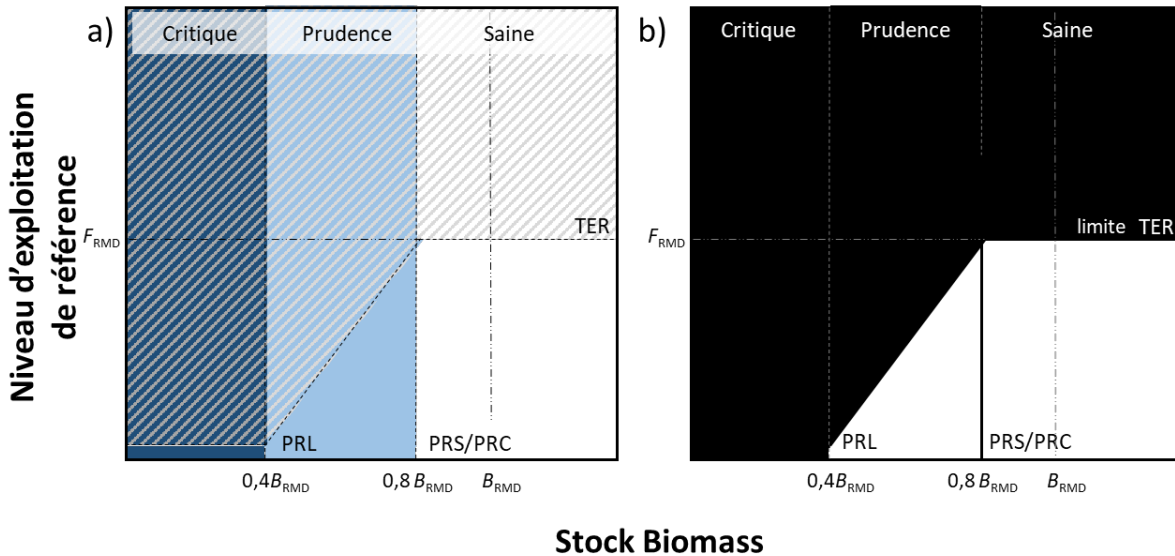 a)
Critique
Prudence
Saine
b)
Critique
Prudence
Saine
Niveau d'exploitation
de référence
TER
limite TER
FRMD
FRMD
PRL
PRS/PRC
PRL
PRS/PRC
0,4BRMD
0,8 BRMD
BRMD
0,4BRMD
0,8 BRMD
BRMD
Stock Biomass